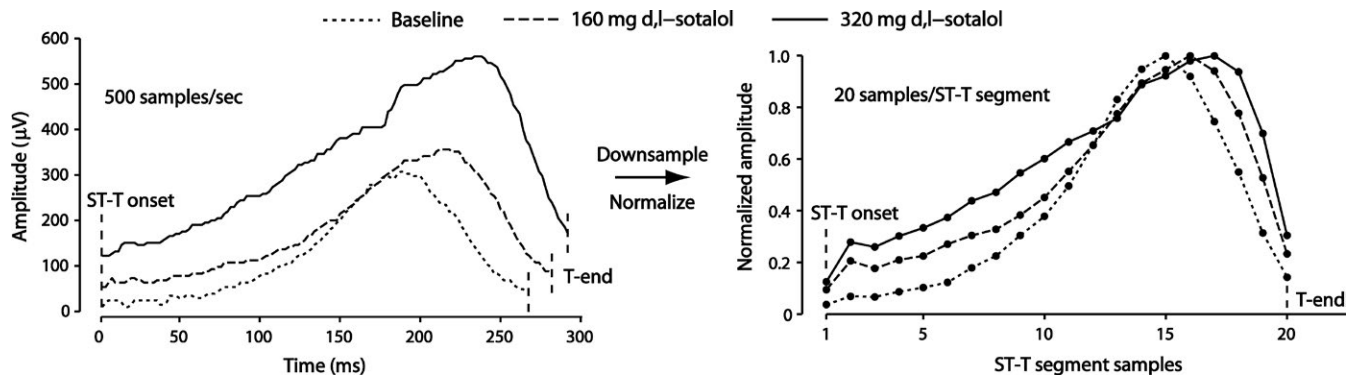 Baseline 160 mg d,l−sotalol 320 mg d,l−sotalol
600
500
400
300
200
100
0
Amplitude (µV)
500 samples/sec
ST-T onset
T-end
0 50 100 150 200 250 300
Time (ms)
Downsample
Normalize
1.0
0.8
0.6
0.4
0.2
0
Normalized amplitude
20 samples/ST-T segment
ST-T onset
T-end
1 5 10 15 20
ST-T segment samples